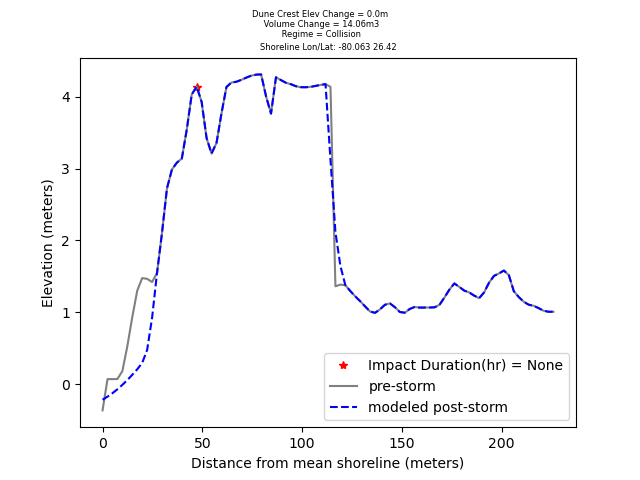 Dune Crest Elev Change = 0.0m
Volume Change = 14.06m3
Regime = Collision
Shoreline Lon/Lat: -80.063 26.42
4
3
2
1
0
Elevation (meters)
Impact Duration(hr) = None
pre-storm
modeled post-storm
0 50 100 150 200
Distance from mean shoreline (meters)